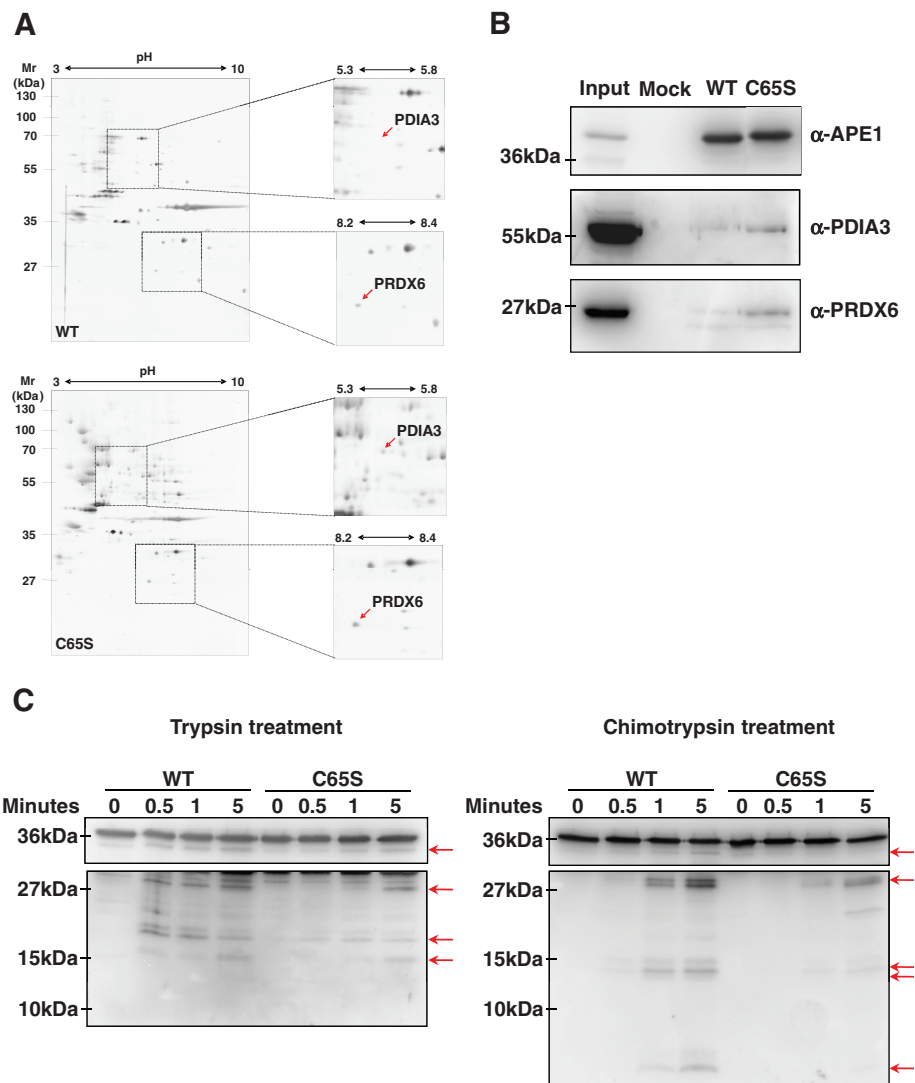 A
pH
Mr 3 10
(kDa)
130
100
70
55
35
27
WT
5.3 5.8
PDIA3
8.2 8.4
PRDX6
pH
Mr 3 10
(kDa)
130
100
70
55
35
27
C65S
5.3 5.8
PDIA3
8.2 8.4
PRDX6
B
Input Mock WT C65S
36kDa α-APE1
55kDa α-PDIA3
27kDa α-PRDX6
C
Trypsin treatment
WT C65S
Minutes 0 0.5 1 5 0 0.5 1 5
36kDa
27kDa
15kDa
10kDa
Chimotrypsin treatment
WT C65S
Minutes 0 0.5 1 5 0 0.5 1 5
36kDa
27kDa
15kDa
10kDa